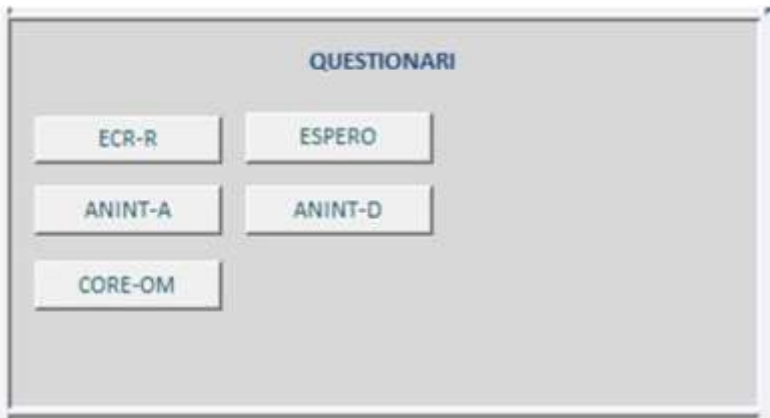 QUESTIONARI
ECR-R ESPERO
ANINT-A ANINT-D
CORE-OM